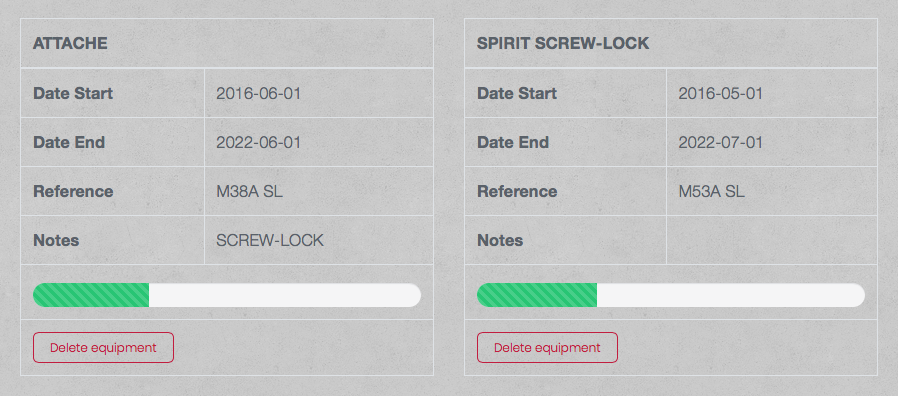 ATTACHE
Date Start 2016-06-01
Date End 2022-06-01
Reference M38A SL
Notes SCREW-LOCK
Delete equipment
SPIRIT SCREW-LOCK
Date Start 2016-05-01
Date End 2022-07-01
Reference M53A SL
Notes
Delete equipment